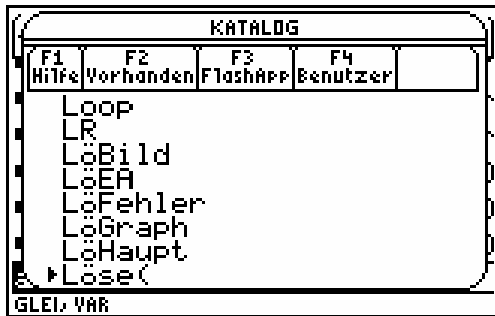 KATALOG
F1 F2 F3 F4
Hilfe Vorhanden FlashApp Benutzer
Loop
LR
LöBild
LöEA
LöFehler
LöGraph
LöHaupt
Löse(
GLEI, VAR